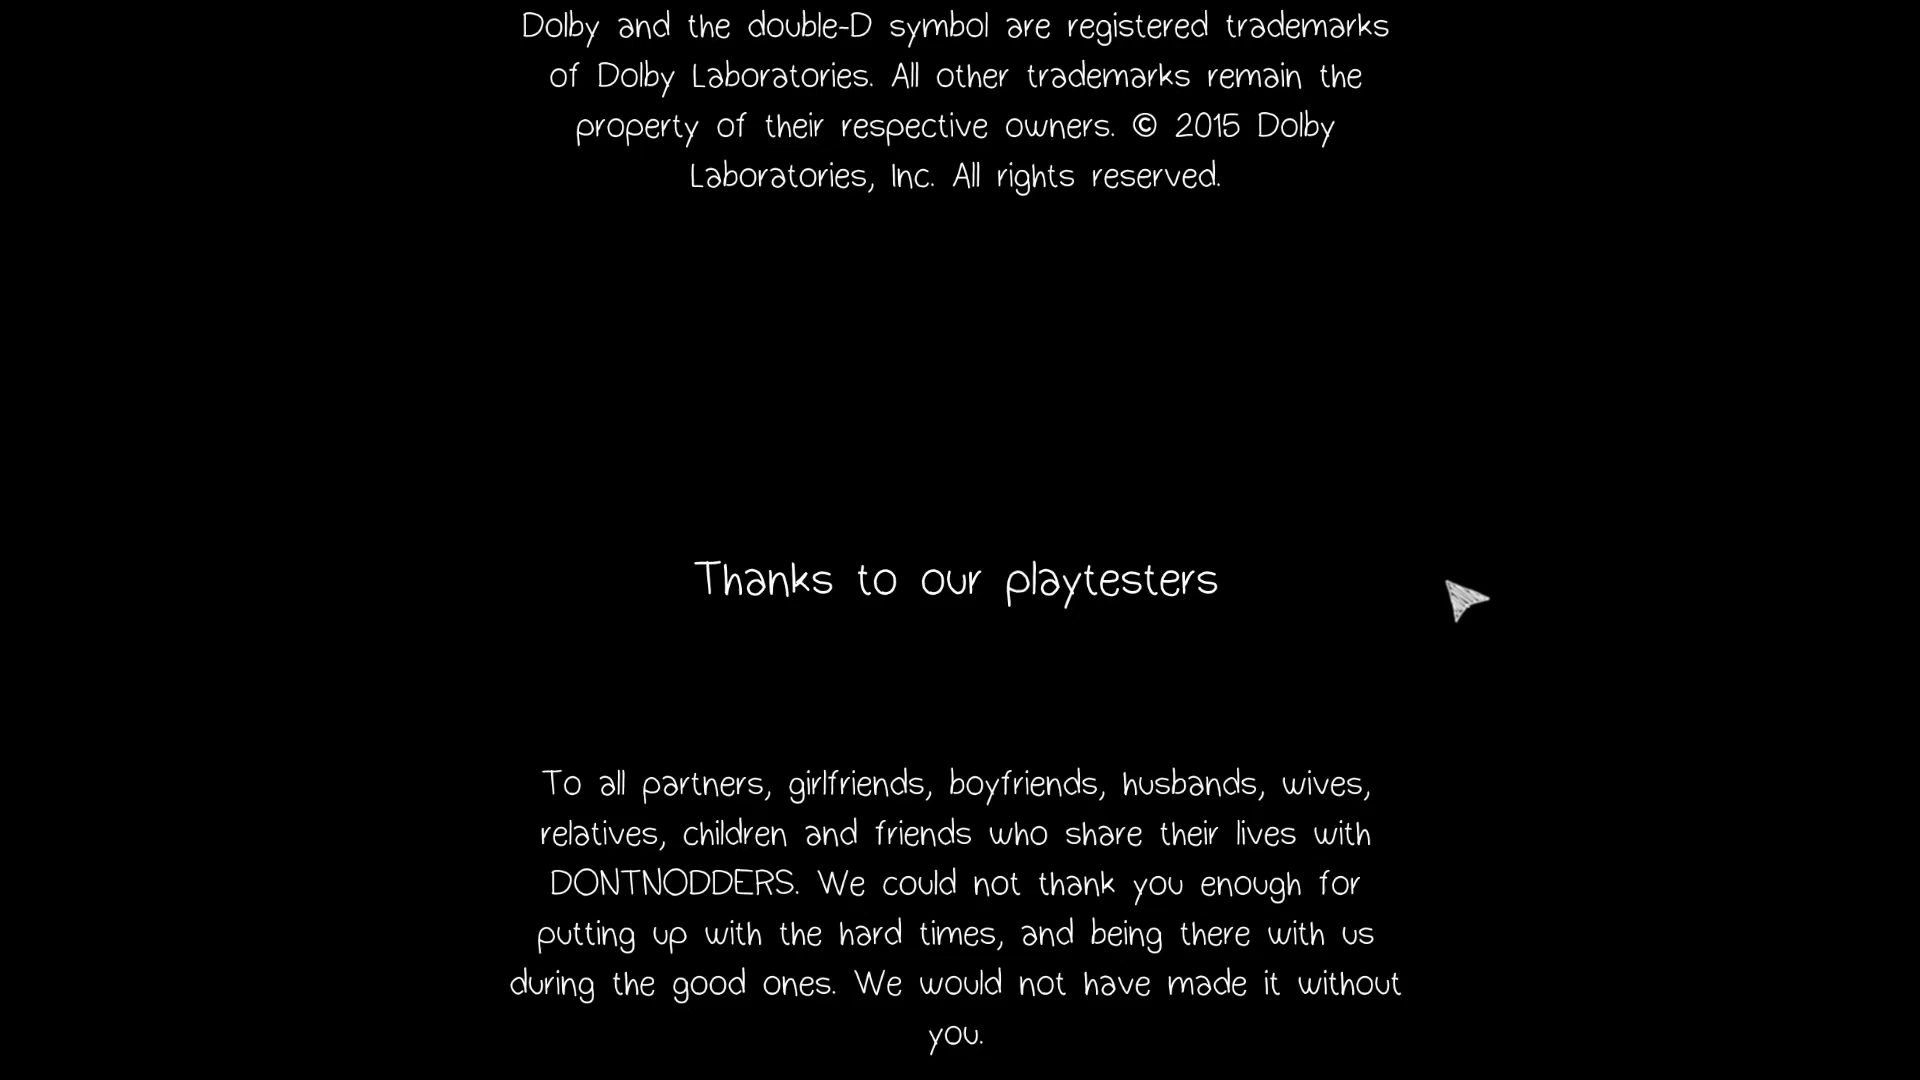 Dolby and the double-D symbol are registered trademarks
of Dolby Laboratories. All other trademarks remain the
property of their respective owners. © 2015 Dolby
Laboratories, Inc. All rights reserved.
Thanks to our playtesters
To all partners, girlfriends, boyfriends, husbands, wives,
relatives, children and friends who share their lives with
DONTNODDERS. We could not thank you enough for
putting up with the hard times, and being there with us
during the good ones. We would not have made it without
you.